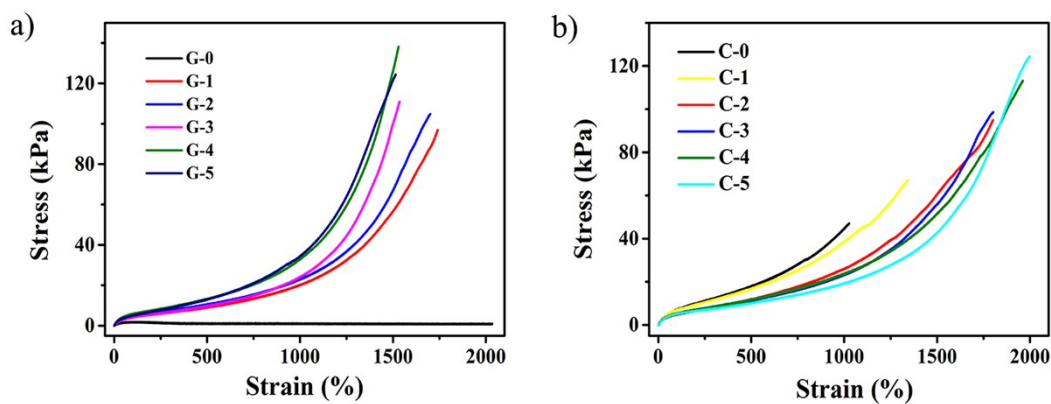 a)
G-0
G-1
G-2
G-3
G-4
G-5
120
80
40
0
0
500
1000
1500
2000
Stress (kPa)
Strain (%)
b)
C-0
C-1
C-2
C-3
C-4
C-5
120
80
40
0
0
500
1000
1500
2000
Stress (kPa)
Strain (%)